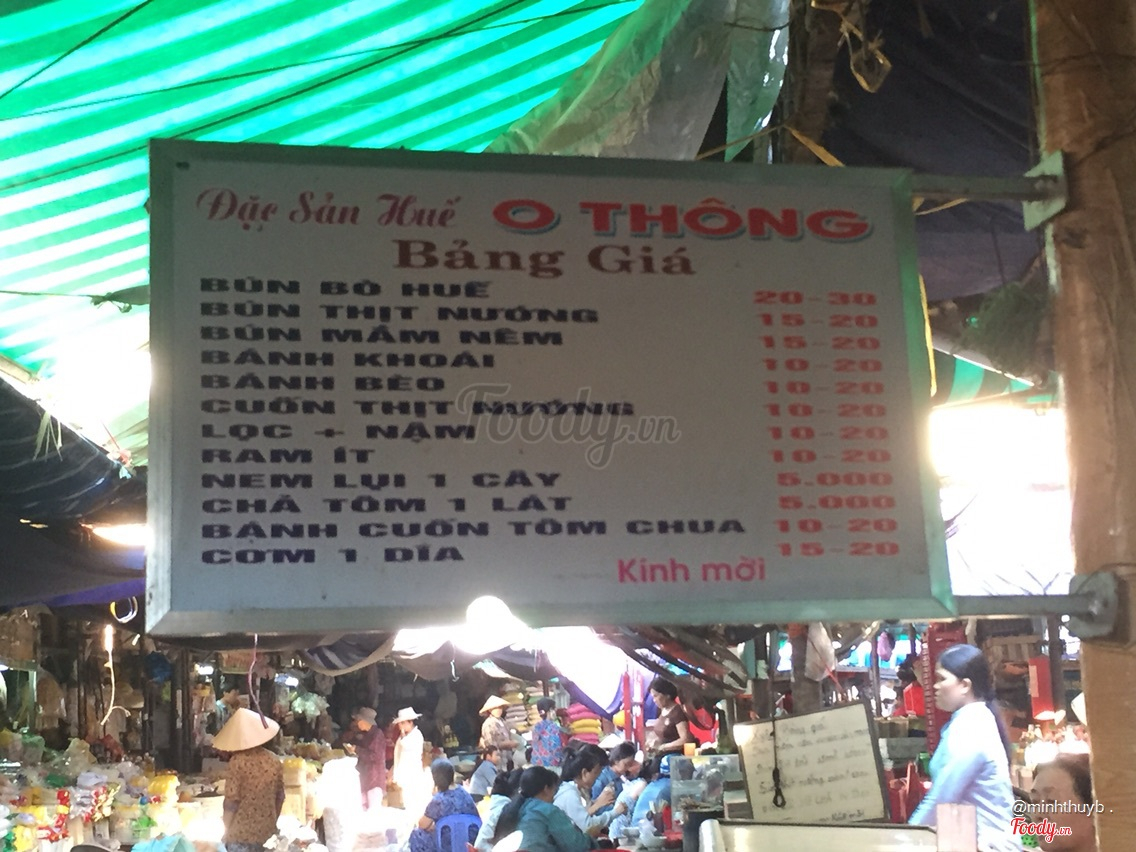 Đặc Sản Huế O THÔNG
Bảng Giá
BÚN BÒ HUẾ 20-30
BÚN THỊT NƯỚNG 15-20
BÚN MẮM NÊM 15-20
BÁNH KHOÁI 10-20
BÁNH BÈO 10-20
CUỐN THỊT NƯỚNG 10-20
LỌC + NẬM 10-20
RAM ÍT 10-20
NEM LỤI 1 CÂY 5.000
CHẢ TÔM 1 LÁT 5.000
BÁNH CUỐN TÔM CHUA 10-20
CƠM 1 DĨA 15-20
Kính mời
Foody.vn
@minhthuyb .
Foody.vn